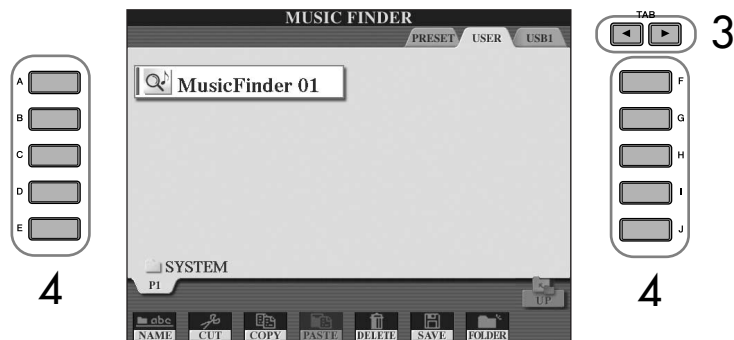 MUSIC FINDER
TAB
PRESET USER USB1
3
A
B
C
D
E
MusicFinder 01
F
G
H
I
J
SYSTEM
P1
UP
4
4
abc
NAME CUT COPY PASTE DELETE SAVE FOLDER